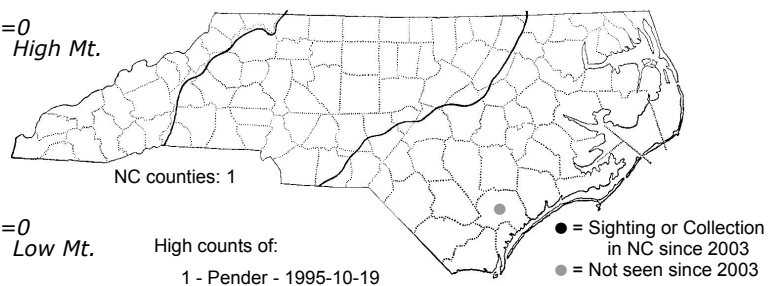 =0
High Mt.
NC counties: 1
=0
Low Mt.
High counts of:
1 - Pender - 1995-10-19
● = Sighting or Collection
in NC since 2003
● = Not seen since 2003